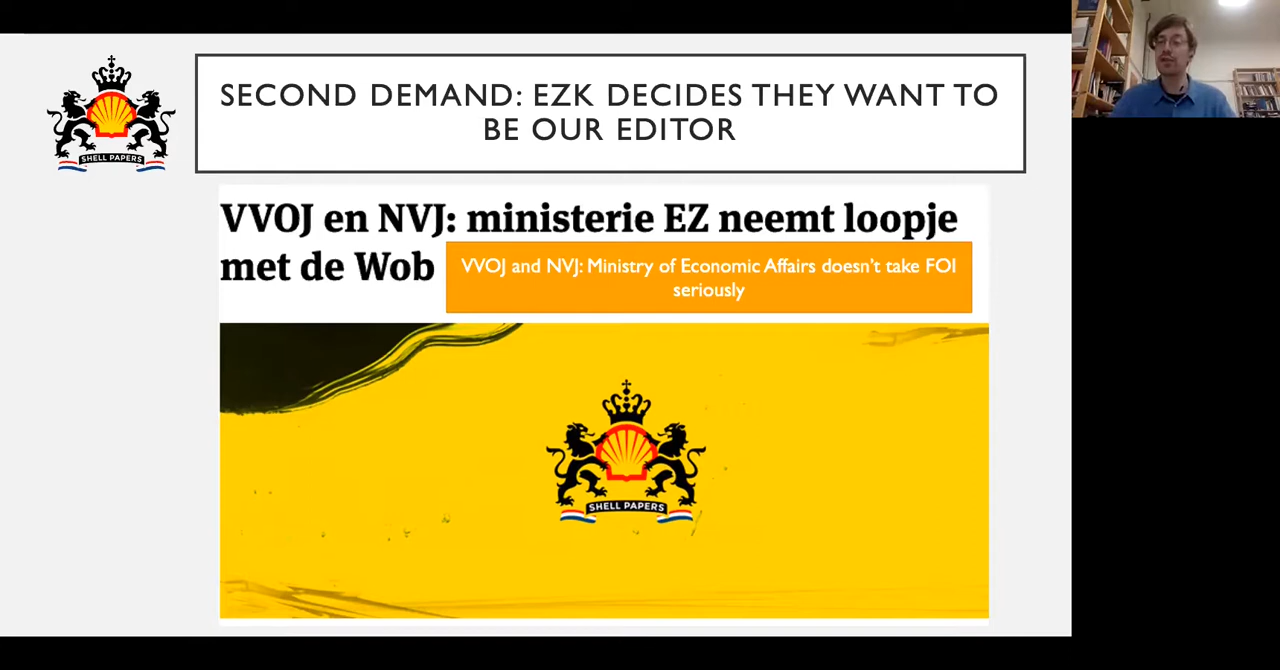 SHELL PAPERS
SECOND DEMAND: EZK DECIDES THEY WANT TO
BE OUR EDITOR
VVOJ en NVJ: ministerie EZ neemt loopje
met de Wob
VVOJ and NVJ: Ministry of Economic Affairs doesn't take FOI
seriously
SHELL PAPERS